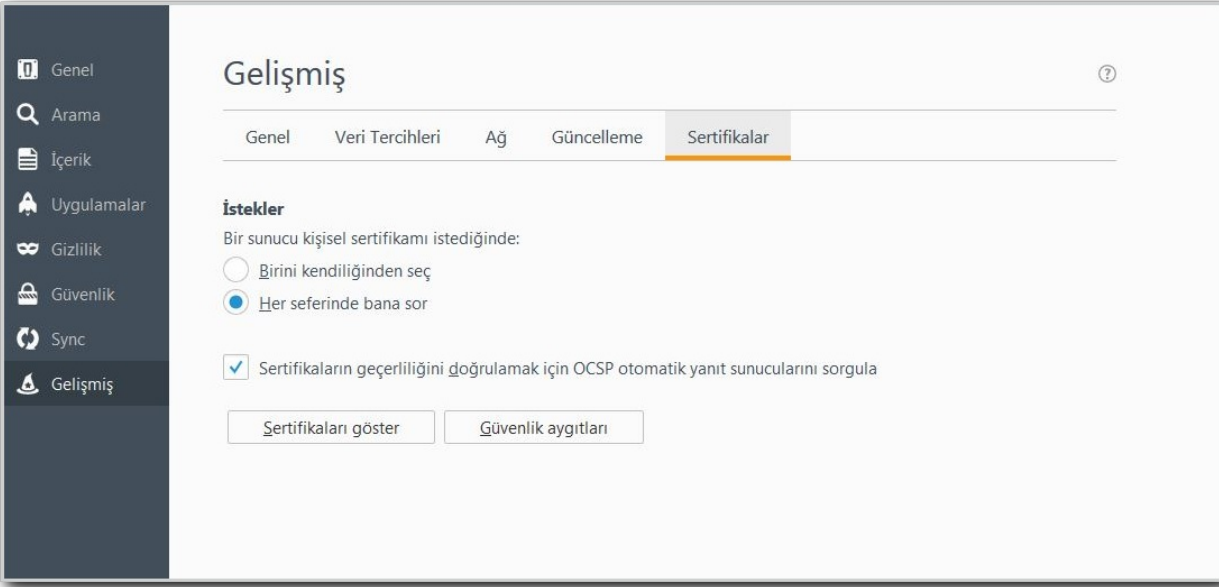 Genel
Arama
İçerik
Uygulamalar
Gizlilik
Güvenlik
Sync
Gelişmiş
Gelişmiş
?
Genel Veri Tercihleri Ağ Güncelleme Sertifikalar
İstekler
Bir sunucu kişisel sertifikamı istediğinde:
Birini kendiliğinden seç
Her seferinde bana sor
Sertifikaların geçerliliğini doğrulamak için OCSP otomatik yanıt sunucularını sorgula
Sertifikaları göster Güvenlik aygıtları